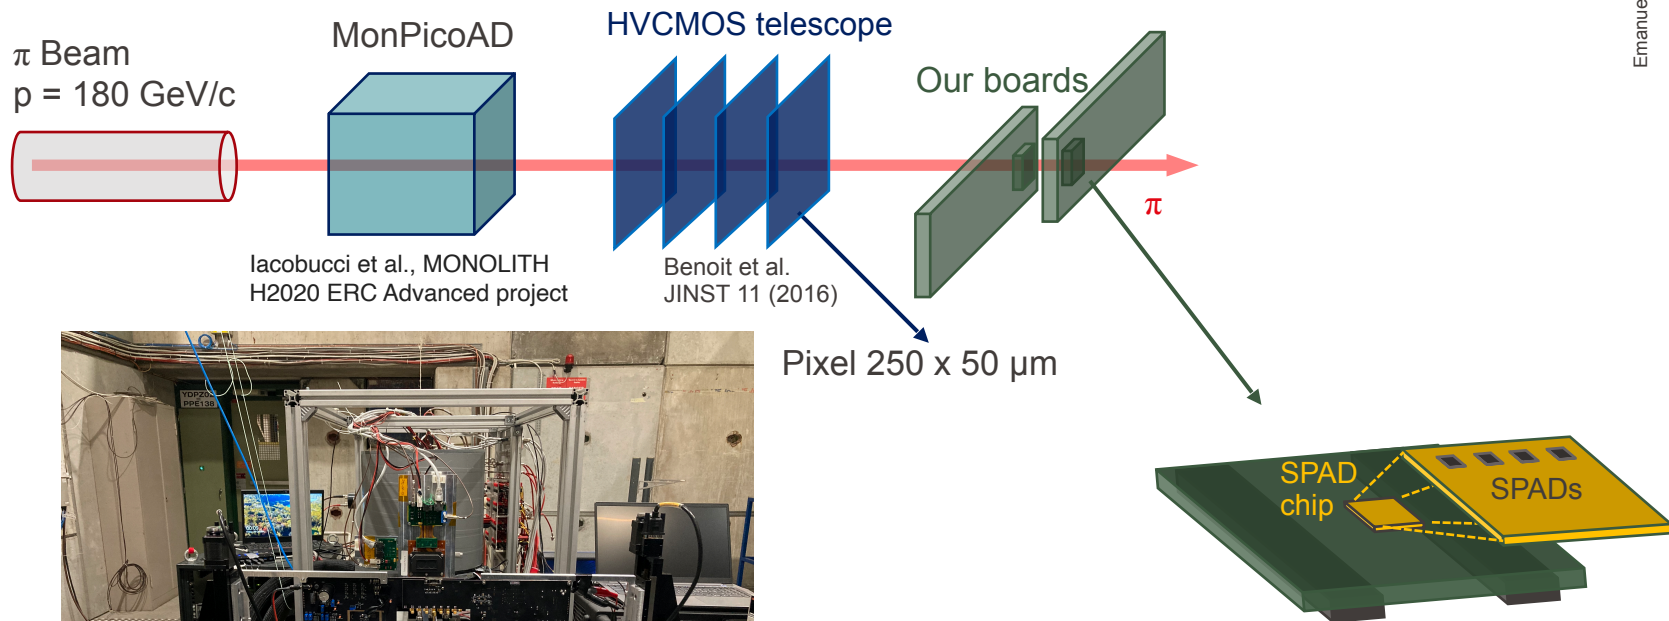 π Beam
p = 180 GeV/c
MonPicoAD
HVCMOS telescope
Our boards
Emanue
π
Iacobucci et al., MONOLITH
H2020 ERC Advanced project
Benoit et al.
JINST 11 (2016)
Pixel 250 x 50 μm
SPAD
chip
SPADs
PPE138